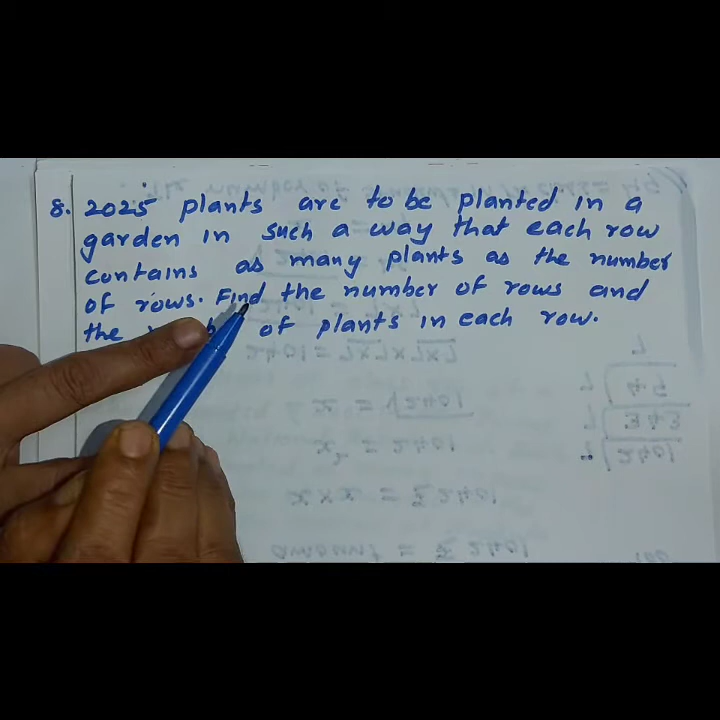 8. 2025 plants are to be planted in a
garden in such a way that each row
contains as many plants as the number
of rows. Find the number of rows and
the of plants in each row.